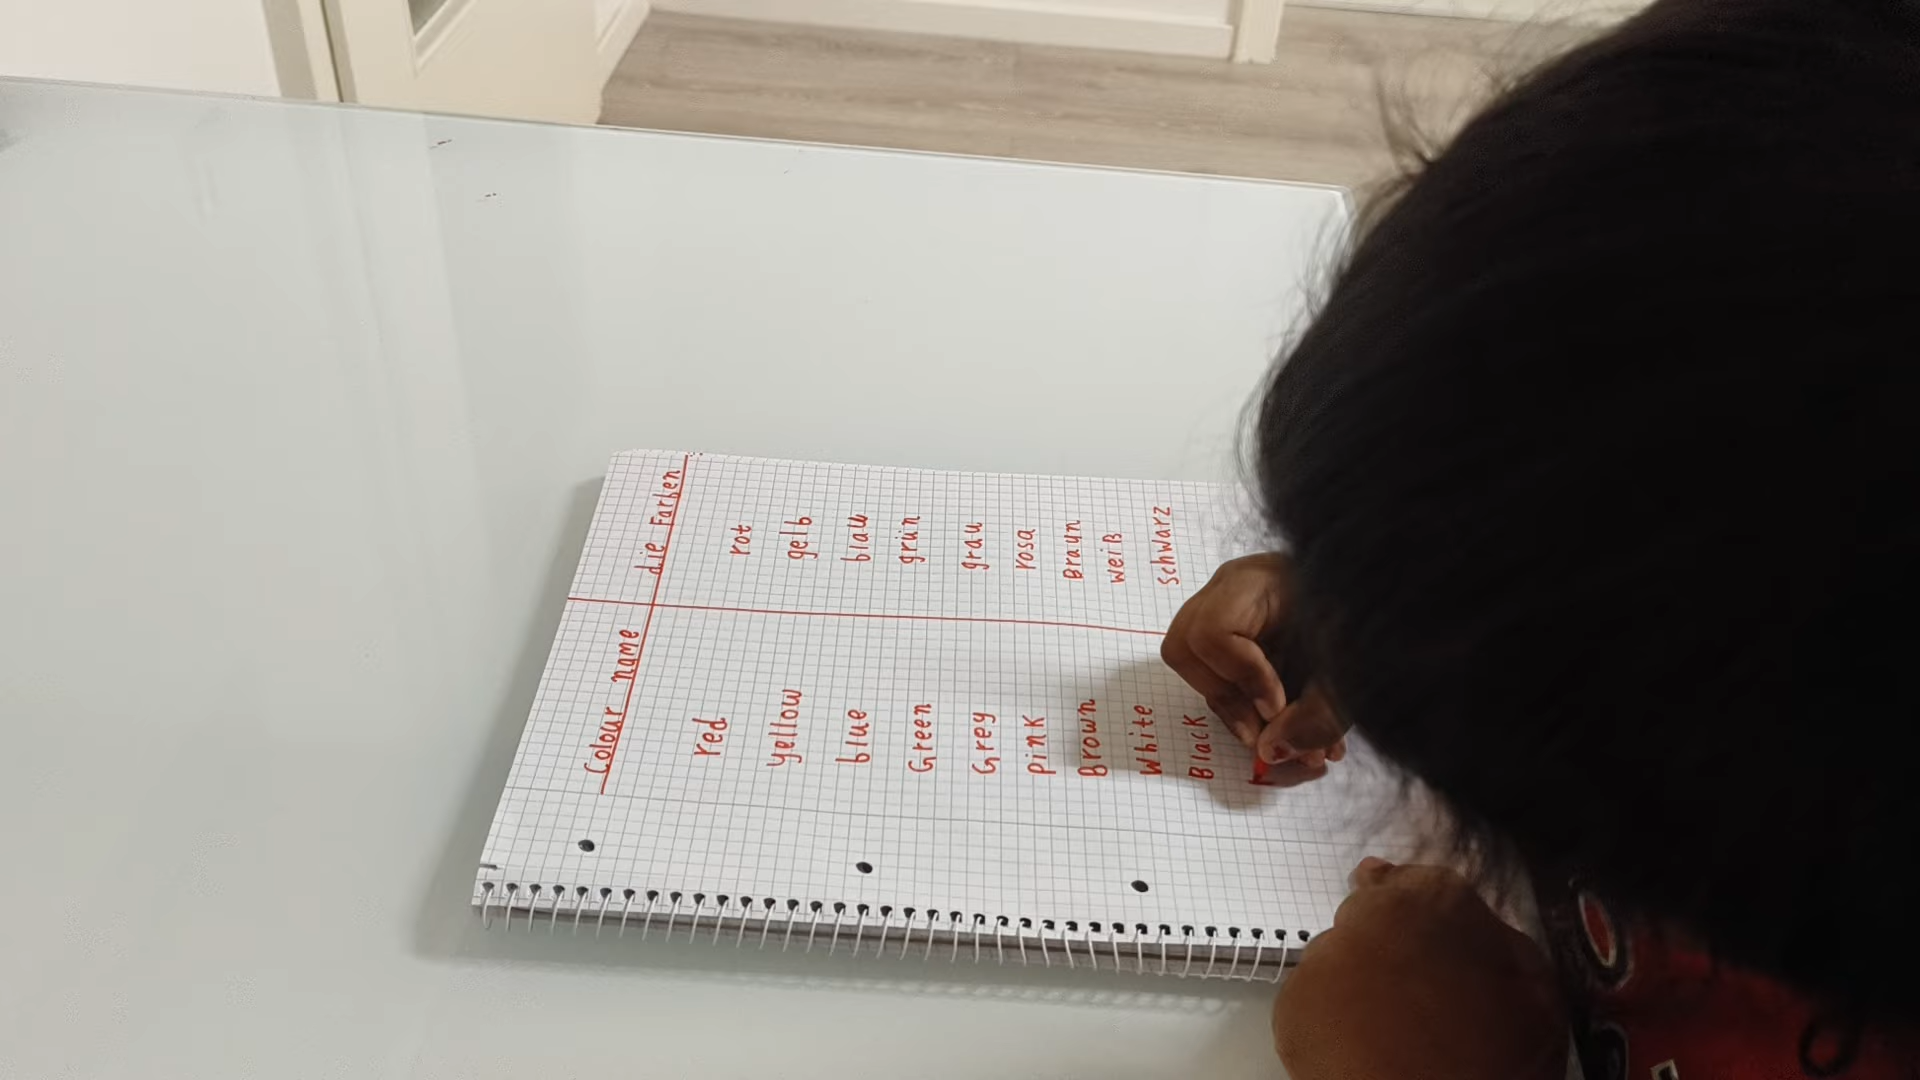 Colour name die Farben
red rot
yellow gelb
blue blau
Green grün
Grey grau
pink rosa
Brown Braun
White weiß
Black schwarz